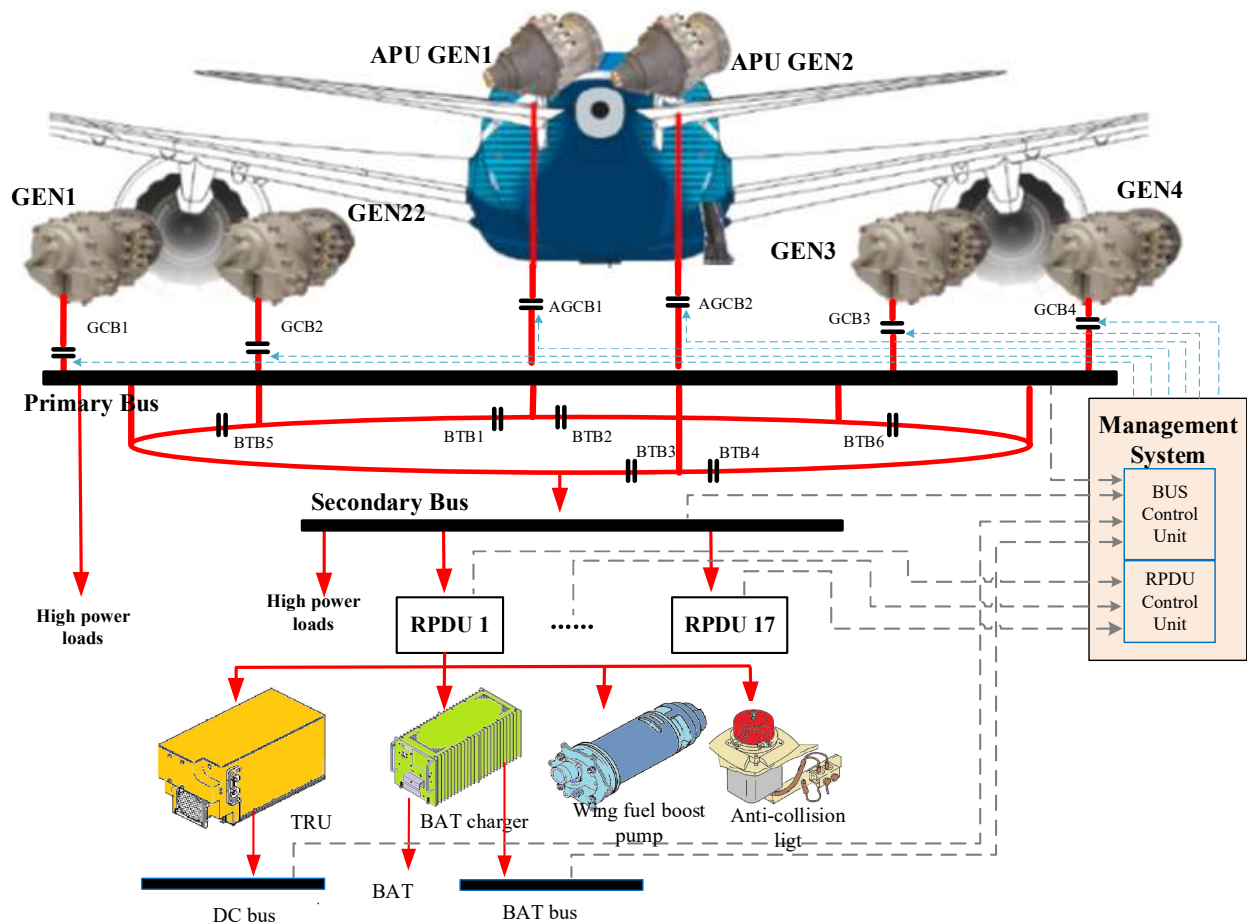 APU GEN1
APU GEN2
GEN1
GEN22
GEN3
GEN4
GCB1
GCB2
AGCB1
AGCB2
GCB3
GCB4
Primary Bus
BTB5
BTB1
BTB2
BTB3
BTB4
BTB6
Management
System
BUS
Control
Unit
RPDU
Control
Unit
Secondary Bus
High power
loads
High power
loads
RPDU 1
......
RPDU 17
TRU
BAT charger
Wing fuel boost
pump
Anti-collision
ligt
DC bus
BAT
BAT bus